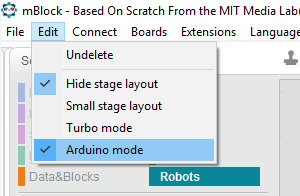 mBlock - Based On Scratch From the MIT Media Lab
File Edit Connect Boards Extensions Language
Undelete
Hide stage layout
Small stage layout
Turbo mode
Arduino mode
Data&Blocks Robots